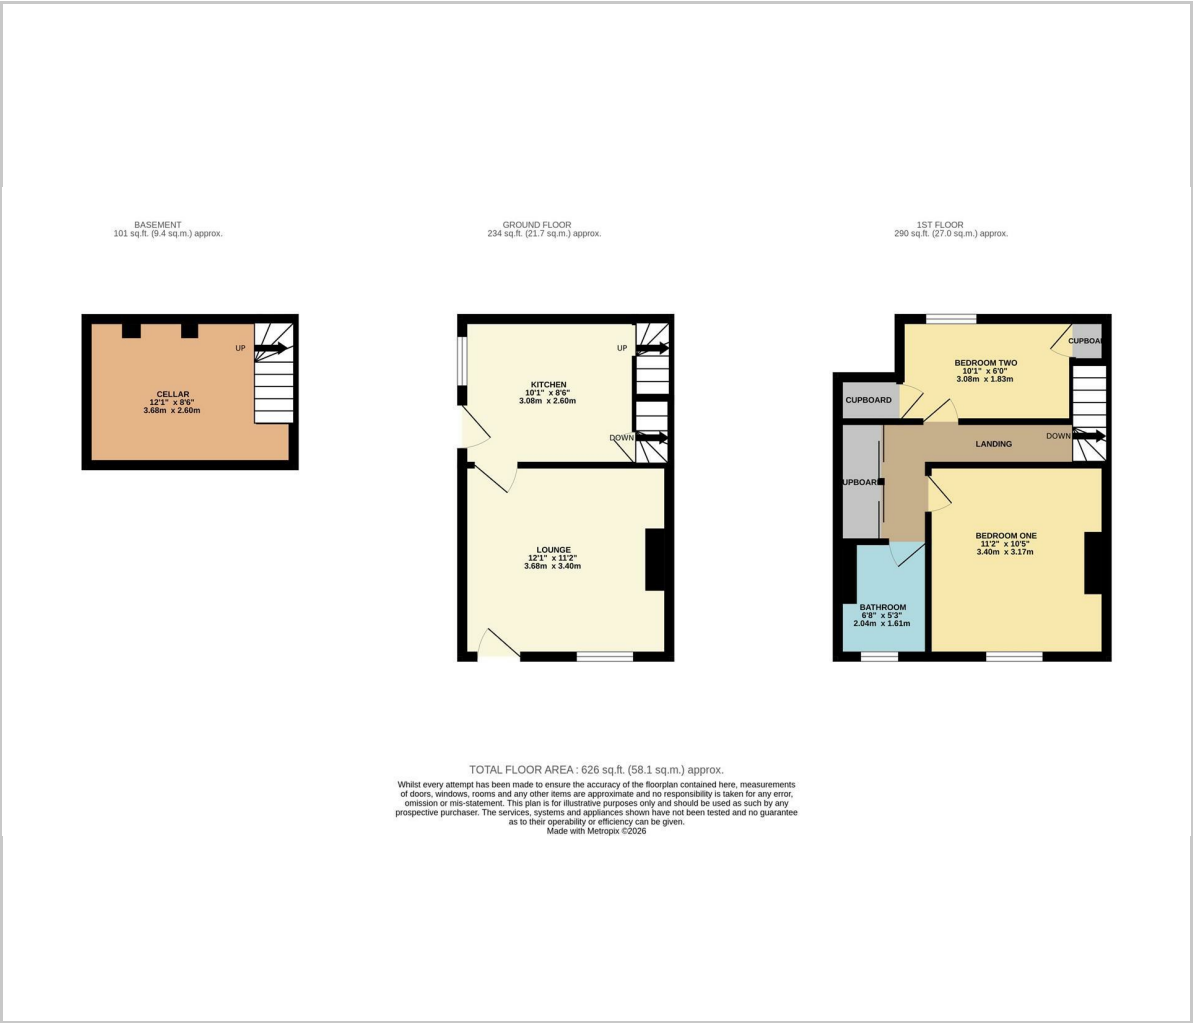 BASEMENT
101 sq.ft. (9.4 sq.m.) approx.
UP
CELLAR
12'1" x 8'6"
3.68m x 2.60m
GROUND FLOOR
234 sq.ft. (21.7 sq.m.) approx.
UP
KITCHEN
10'1" x 8'6"
3.08m x 2.60m
DOWN
LOUNGE
12'1" x 11'2"
3.68m x 3.40m
1ST FLOOR
290 sq.ft. (27.0 sq.m.) approx.
CUPBOAR
BEDROOM TWO
10'1" x 6'0"
3.08m x 1.83m
CUPBOARD
DOWN
LANDING
UPBOARD
BEDROOM ONE
11'2" x 10'5"
3.40m x 3.17m
BATHROOM
6'8" x 5'3"
2.04m x 1.61m
TOTAL FLOOR AREA : 626 sq.ft. (58.1 sq.m.) approx.
Whilst every attempt has been made to ensure the accuracy of the floorplan contained here, measurements
of doors, windows, rooms and any other items are approximate and no responsibility is taken for any error,
omission or mis-statement. This plan is for illustrative purposes only and should be used as such by any
prospective purchaser. The services, systems and appliances shown have not been tested and no guarantee
as to their operability or efficiency can be given.
Made with Metropix ©2026